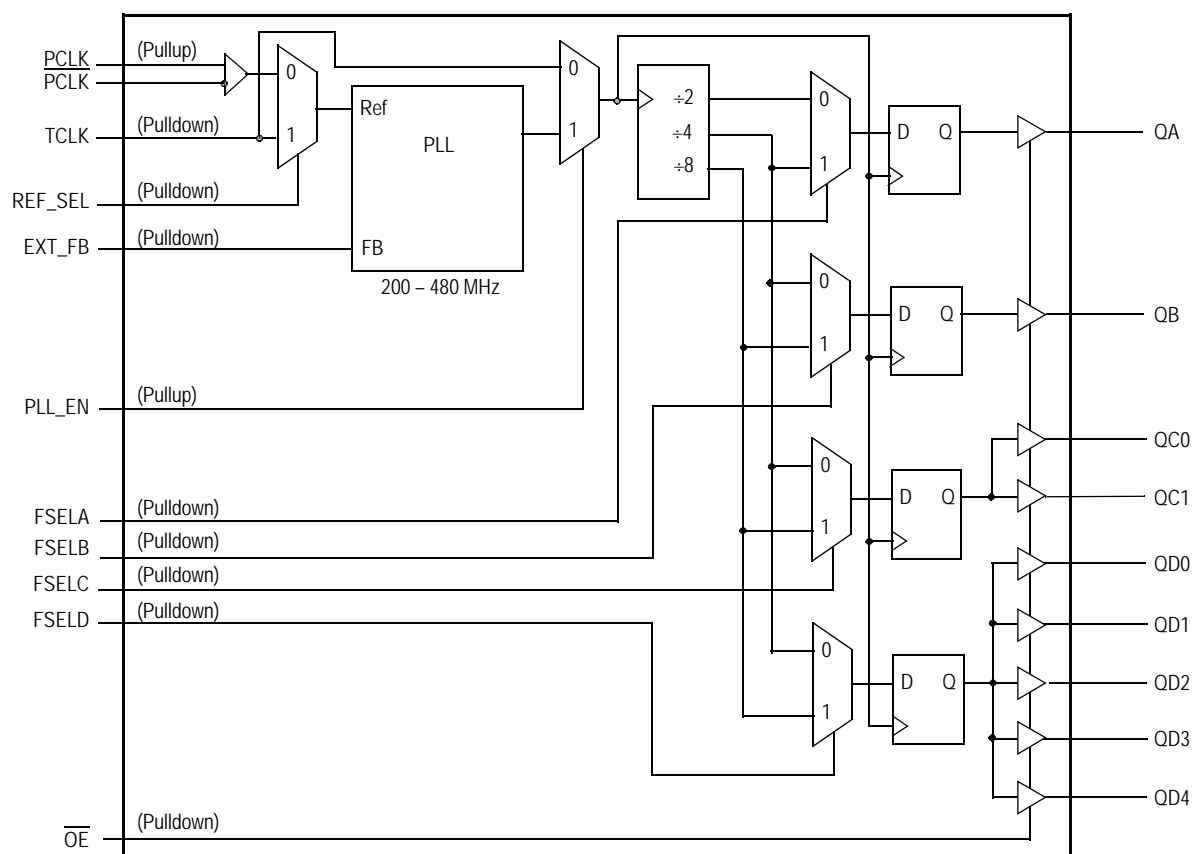 PCLK (Pullup)
PCLK
TCLK (Pulldown)
REF_SEL (Pulldown)
EXT_FB (Pulldown)
PLL_EN (Pullup)
FSELA (Pulldown)
FSELB (Pulldown)
FSELC (Pulldown)
FSELD (Pulldown)
OE (Pulldown)
0
1
Ref
PLL
FB
200 – 480 MHz
0
1
÷2
÷4
÷8
0
1
D Q
QA
0
1
D Q
QB
0
1
D Q
QC0
QC1
0
1
D Q
QD0
QD1
QD2
QD3
QD4